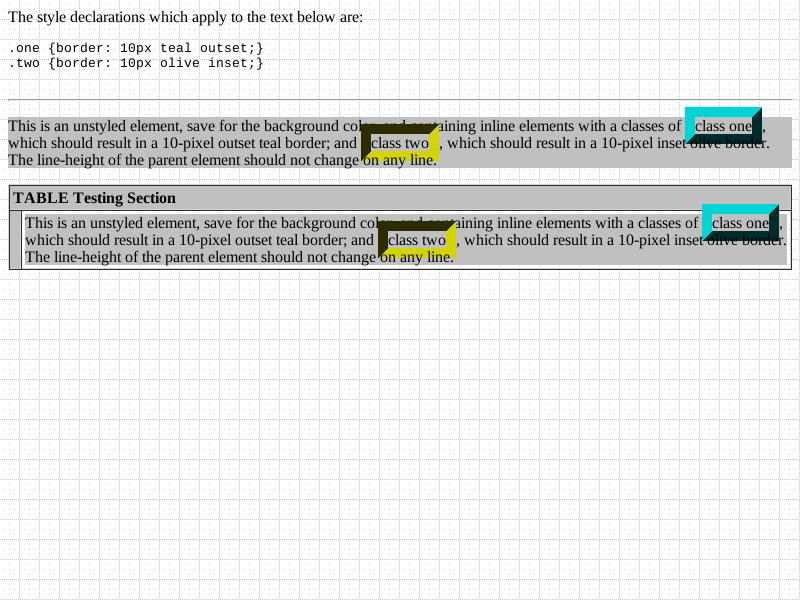 The style declarations which apply to the text below are:
.one {border: 10px teal outset;}
.two {border: 10px olive inset;}
This is an unstyled element, save for the background color, and containing inline elements with a classes of class one,
which should result in a 10-pixel outset teal border; and class two, which should result in a 10-pixel inset olive border.
The line-height of the parent element should not change on any line.
TABLE Testing Section
This is an unstyled element, save for the background color, and containing inline elements with a classes of class one,
which should result in a 10-pixel outset teal border; and class two, which should result in a 10-pixel inset olive border.
The line-height of the parent element should not change on any line.